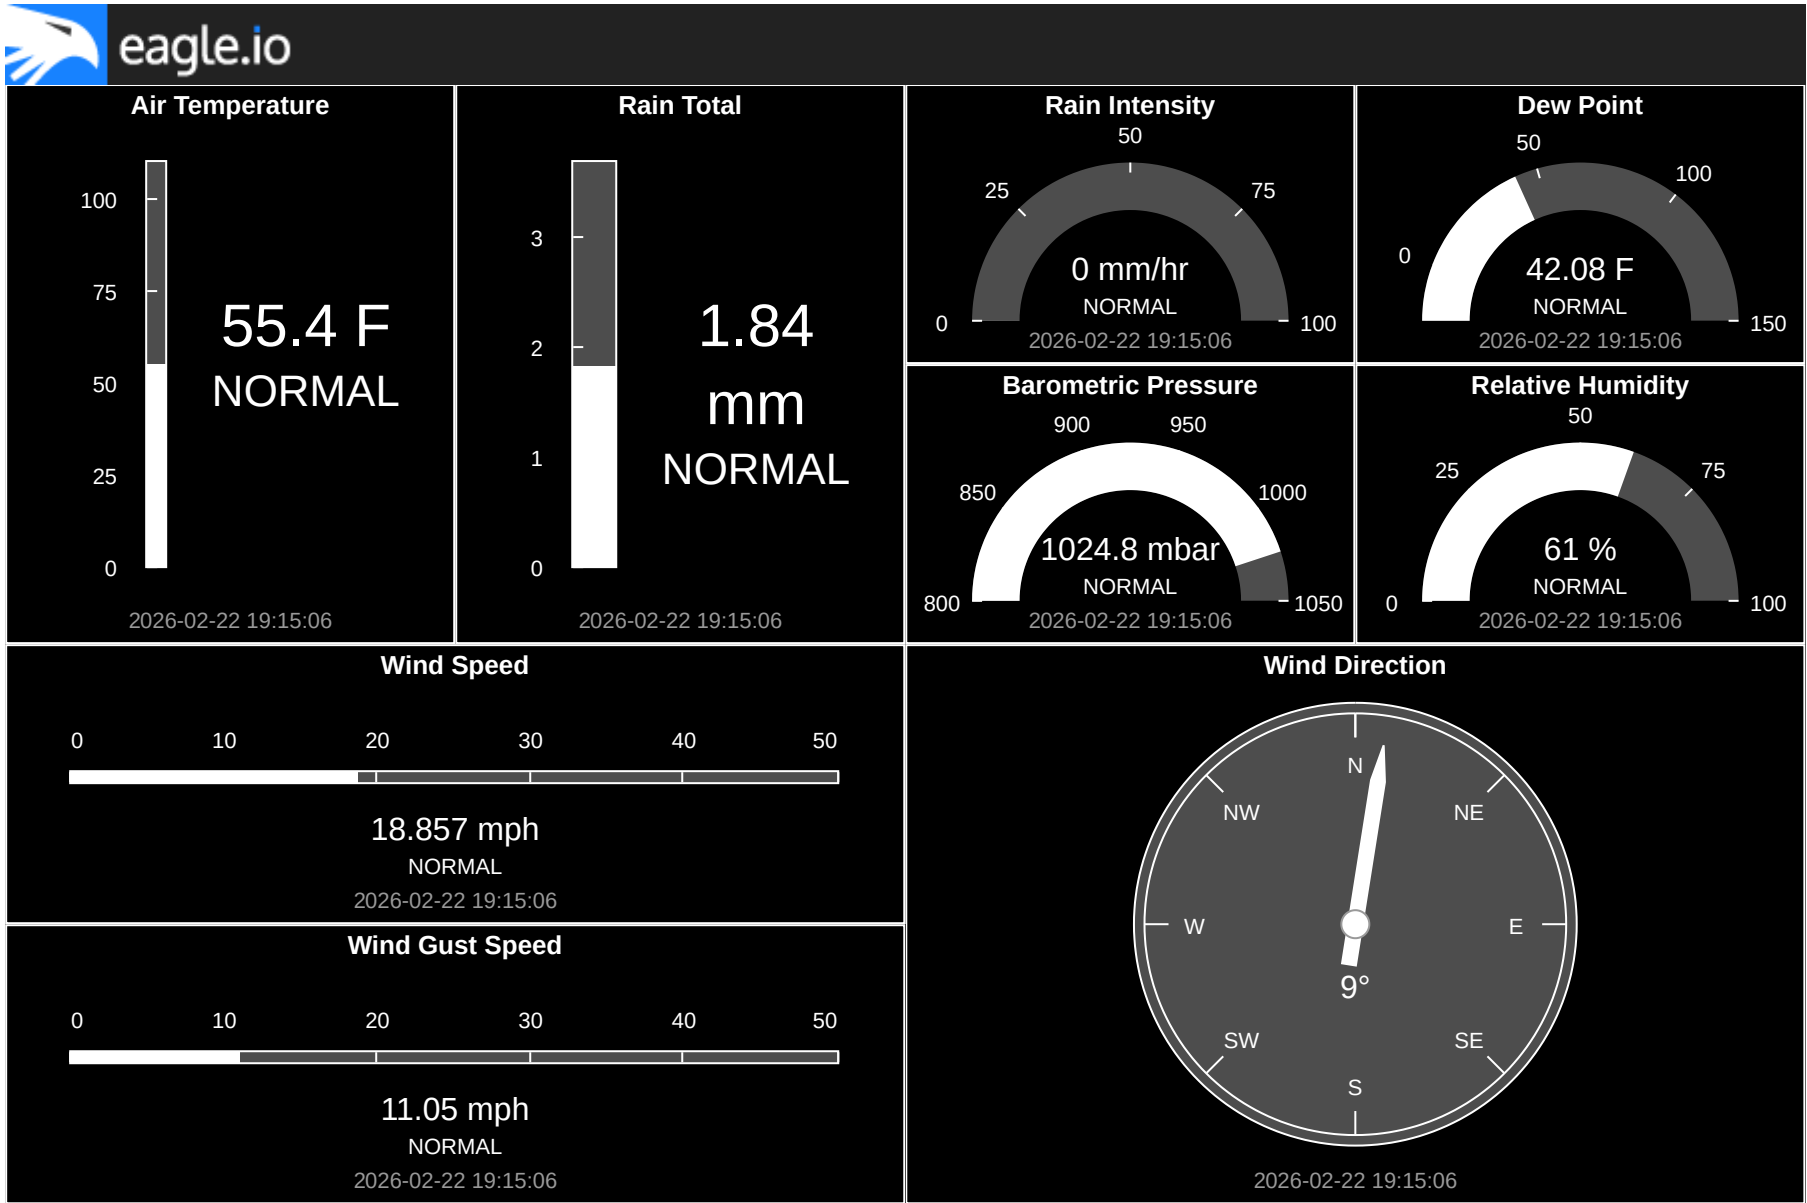 eagle.io
Air Temperature
100
75
50
25
0
55.4 F
NORMAL
2026-02-22 19:15:06
Rain Total
3
2
1
0
1.84
mm
NORMAL
2026-02-22 19:15:06
Rain Intensity
0
25
50
75
100
0 mm/hr
NORMAL
2026-02-22 19:15:06
Dew Point
0
50
100
150
42.08 F
NORMAL
2026-02-22 19:15:06
Barometric Pressure
800
850
900
950
1000
1050
1024.8 mbar
NORMAL
2026-02-22 19:15:06
Relative Humidity
0
25
50
75
100
61 %
NORMAL
2026-02-22 19:15:06
Wind Speed
0 10 20 30 40 50
18.857 mph
NORMAL
2026-02-22 19:15:06
Wind Gust Speed
0 10 20 30 40 50
11.05 mph
NORMAL
2026-02-22 19:15:06
Wind Direction
N
NW NE
W E
9°
SW SE
S
2026-02-22 19:15:06